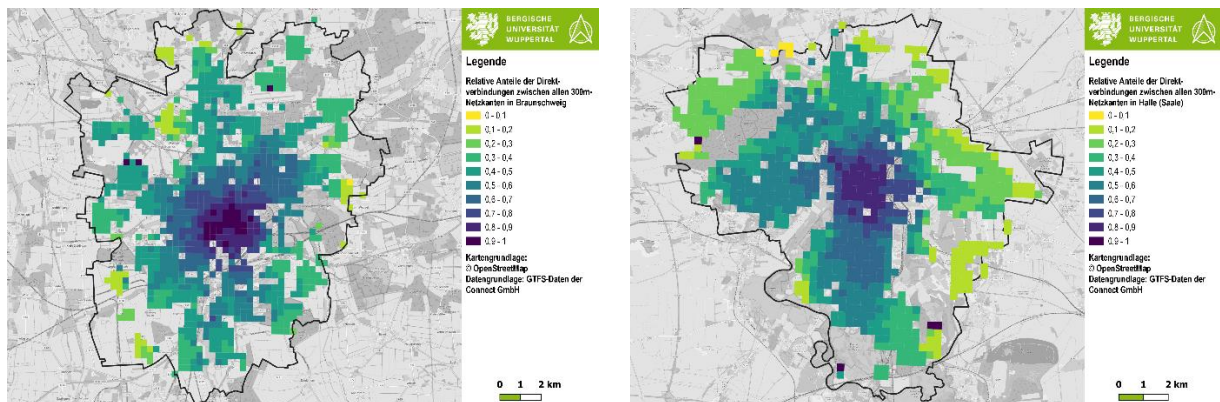 BERGISCHE
UNIVERSITÄT
WUPPERTAL
Legende
Relative Anteile der Direkt-
verbindungen zwischen allen 300m-
Netzkanten in Braunschweig
0 - 0,1
0,1 - 0,2
0,2 - 0,3
0,3 - 0,4
0,4 - 0,5
0,5 - 0,6
0,6 - 0,7
0,7 - 0,8
0,8 - 0,9
0,9 - 1
Kartengrundlage:
© OpenStreetMap
Datengrundlage: GTFS-Daten der
Connect GmbH
0 1 2 km
BERGISCHE
UNIVERSITÄT
WUPPERTAL
Legende
Relative Anteile der Direkt-
verbindungen zwischen allen 300m-
Netzkanten in Halle (Saale)
0 - 0,1
0,1 - 0,2
0,2 - 0,3
0,3 - 0,4
0,4 - 0,5
0,5 - 0,6
0,6 - 0,7
0,7 - 0,8
0,8 - 0,9
0,9 - 1
Kartengrundlage:
© OpenStreetMap
Datengrundlage: GTFS-Daten der
Connect GmbH
0 1 2 km